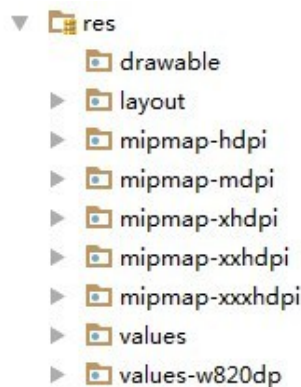 res
drawable
layout
mipmap-hdpi
mipmap-mdpi
mipmap-xhdpi
mipmap-xxhdpi
mipmap-xxxhdpi
values
values-w820dp